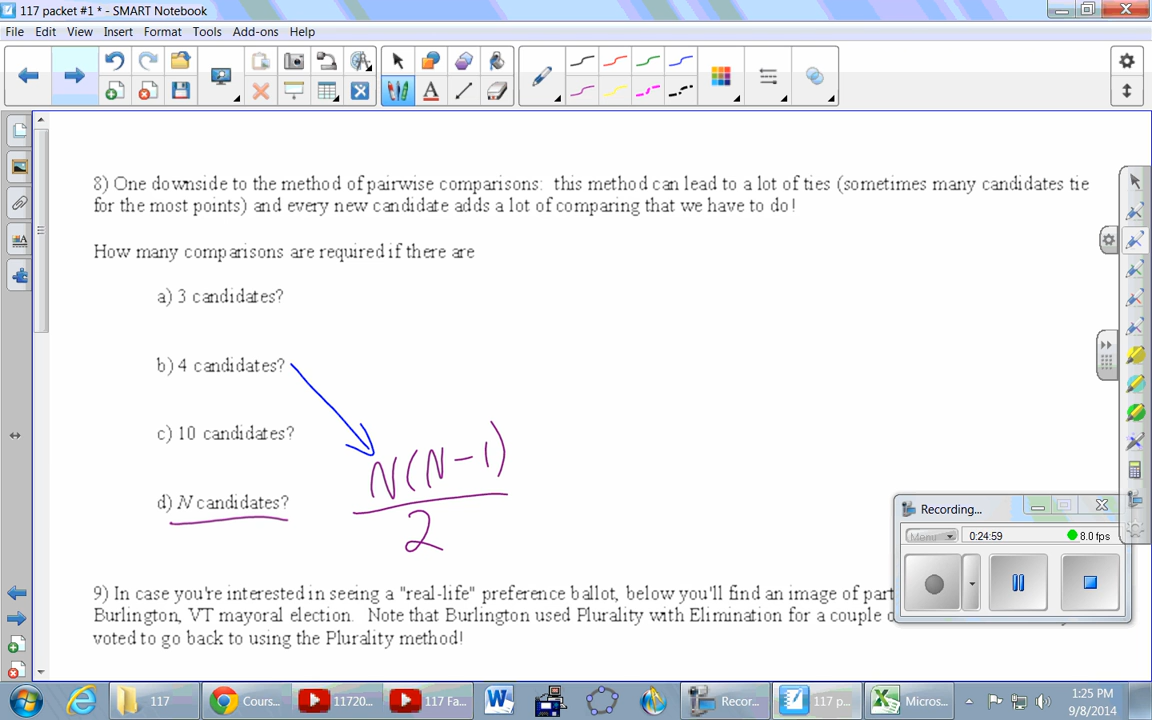 117 packet #1 * - SMART Notebook
File Edit View Insert Format Tools Add-ons Help
8) One downside to the method of pairwise comparisons: this method can lead to a lot of ties (sometimes many candidates tie
for the most points) and every new candidate adds a lot of comparing that we have to do!
How many comparisons are required if there are
a) 3 candidates?
b) 4 candidates?
c) 10 candidates?
N(N-1)
d) N candidates?
2
Recording...
Menu 0:24:59 8.0 fps
9) In case you're interested in seeing a "real-life" preference ballot, below you'll find an image of part
Burlington, VT mayoral election. Note that Burlington used Plurality with Elimination for a couple
voted to go back to using the Plurality method!
117 Cours... 11720... 117 Fa... Recor... 117 p... Micros...
1:25 PM
9/8/2014